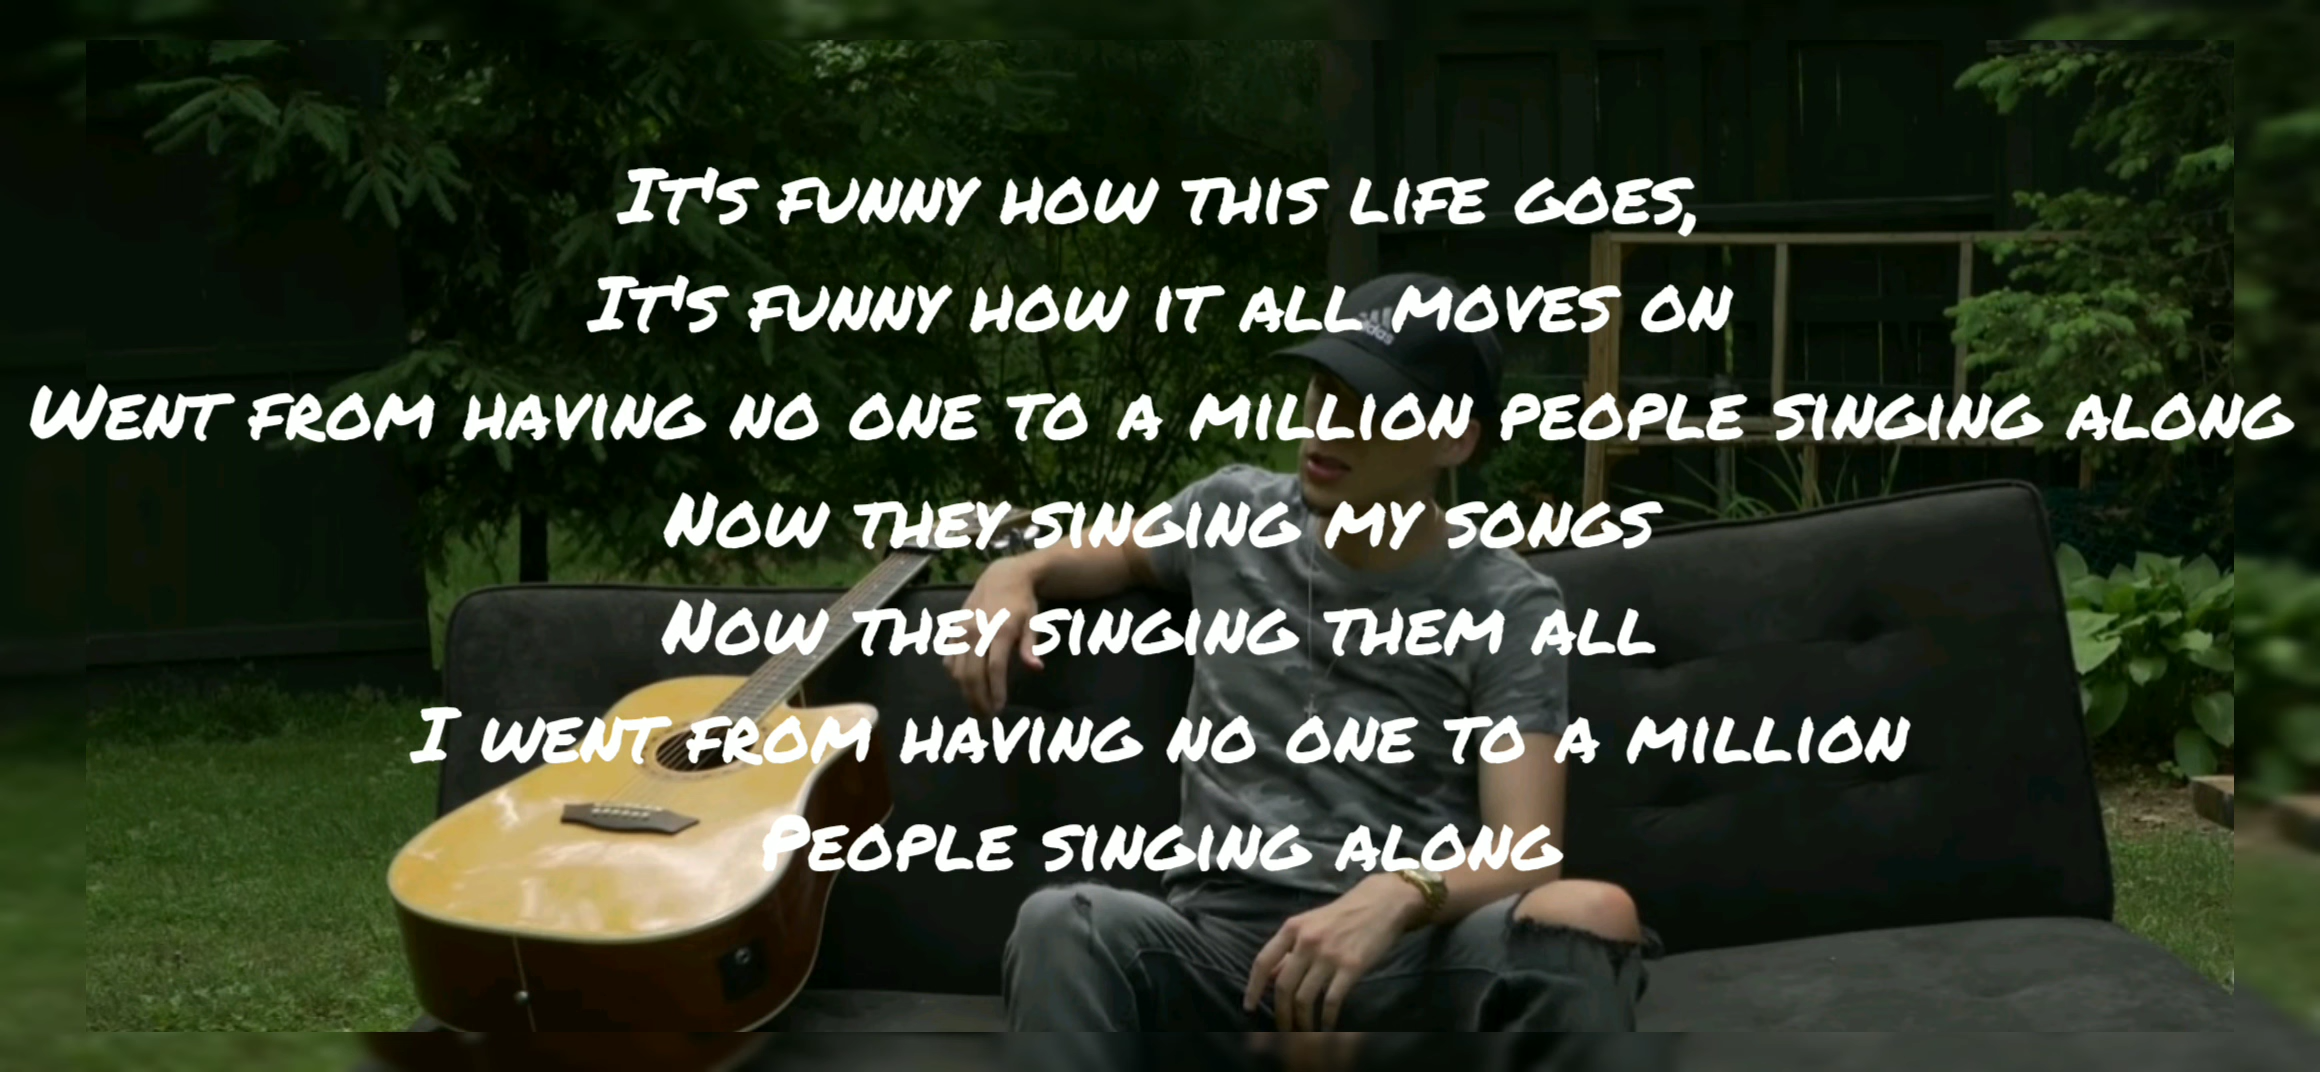 It's funny how this life goes,
It's funny how it all moves on
Went from having no one to a million people singing along
Now they singing my songs
Now they singing them all
I went from having no one to a million
People singing along
adidas